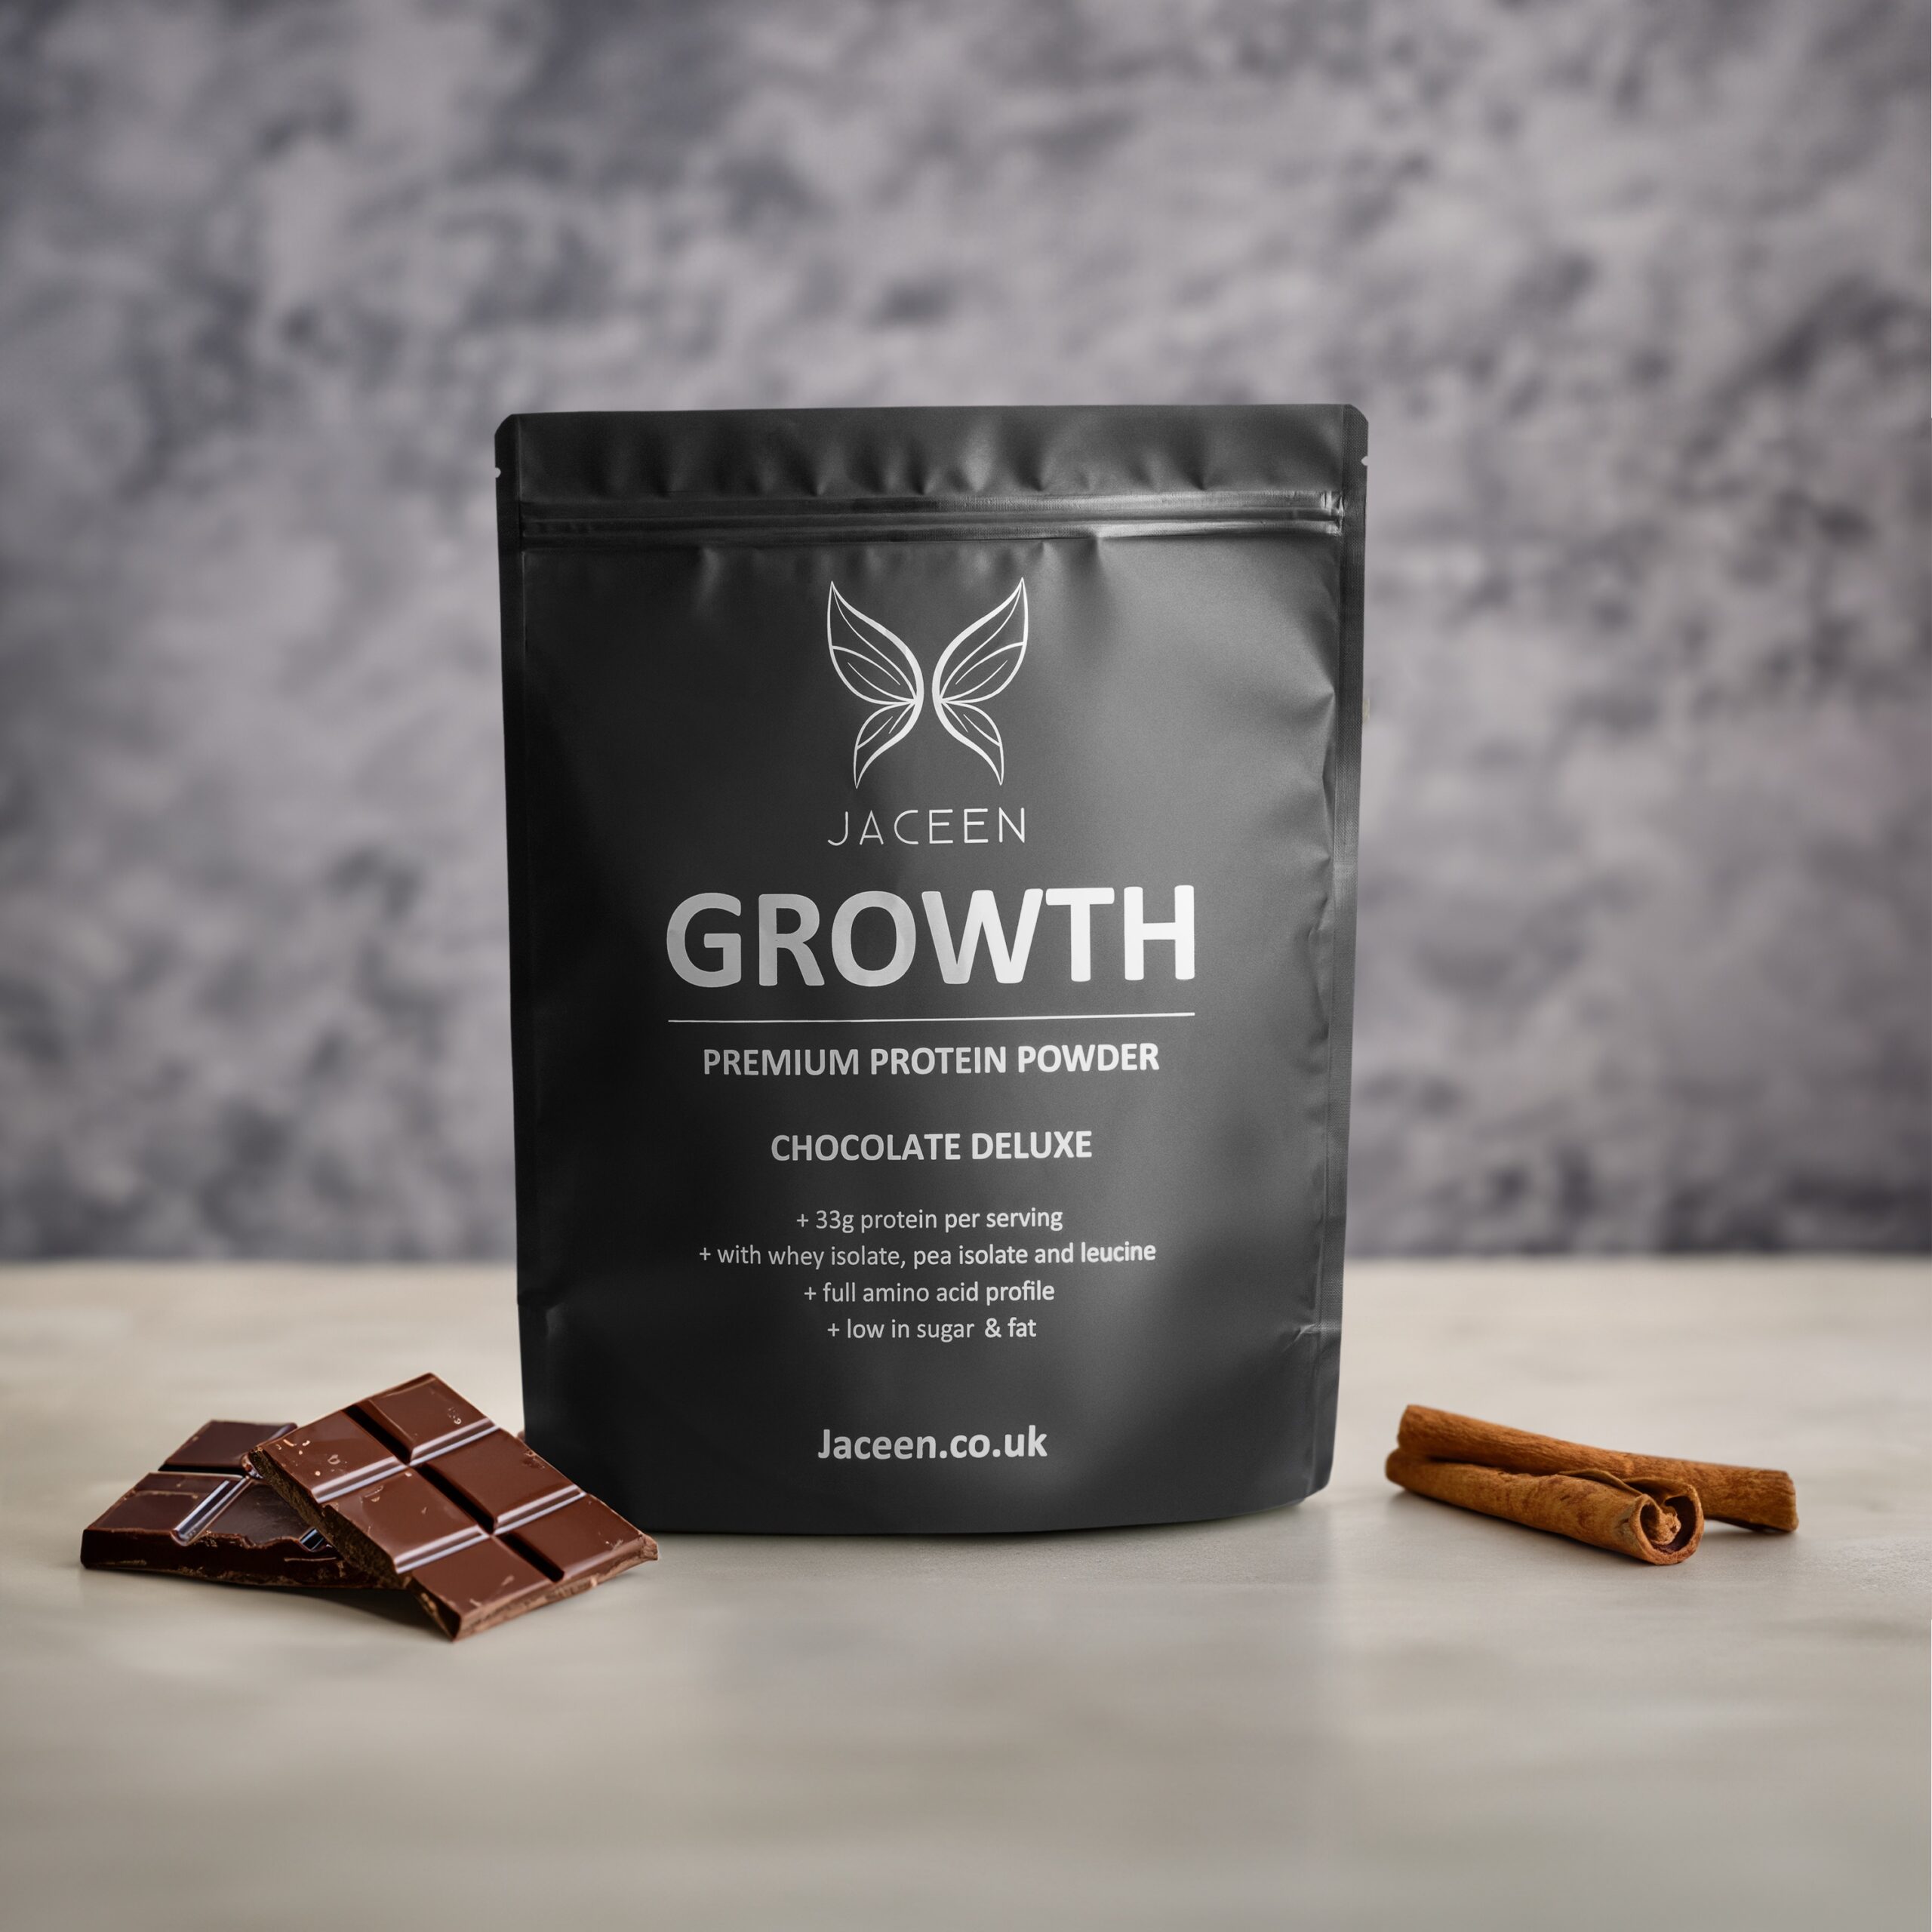 JACEEN
GROWTH
PREMIUM PROTEIN POWDER
CHOCOLATE DELUXE
+ 33g protein per serving
+ with whey isolate, pea isolate and leucine
+ full amino acid profile
+ low in sugar & fat
Jaceen.co.uk